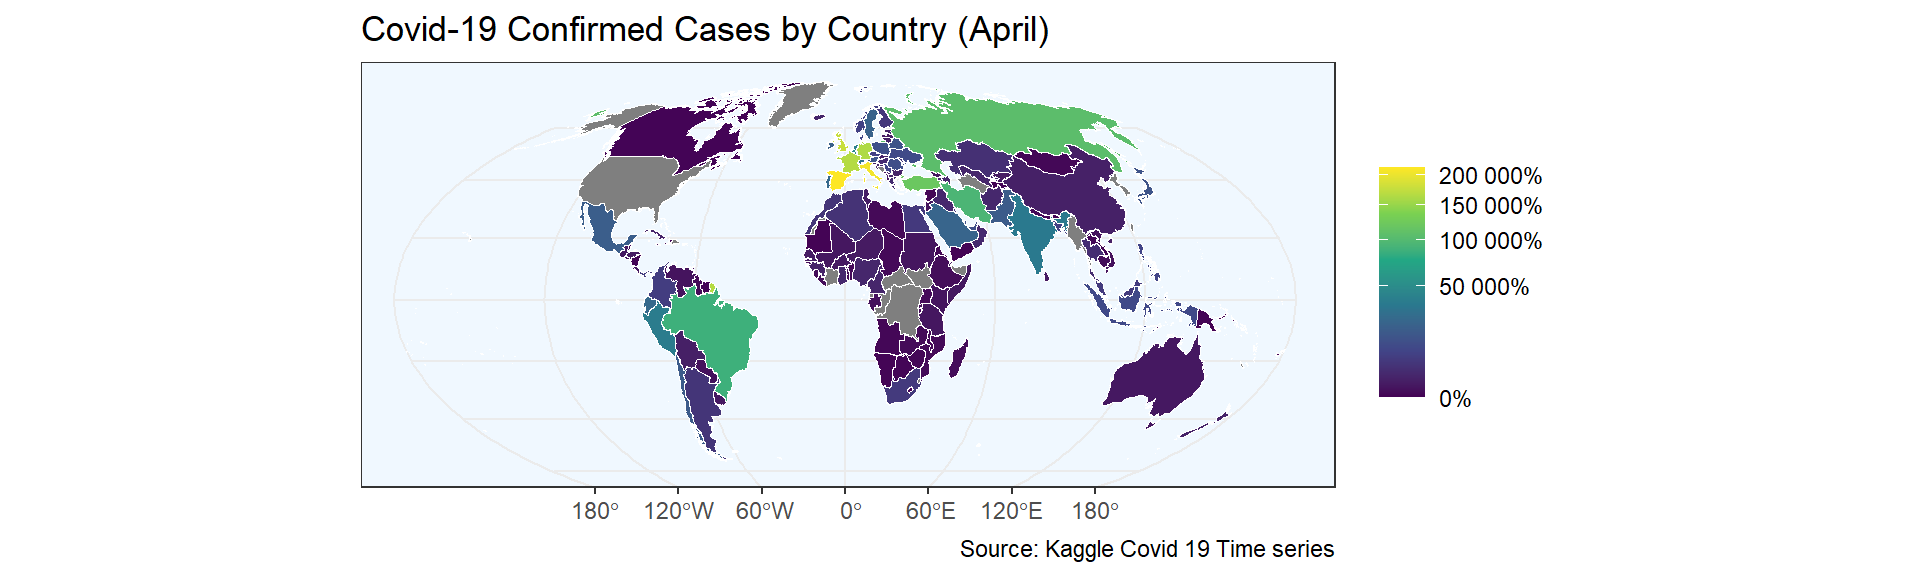 Covid-19 Confirmed Cases by Country (April)
200 000%
150 000%
100 000%
50 000%
0%
180° 120°W 60°W 0° 60°E 120°E 180°
Source: Kaggle Covid 19 Time series